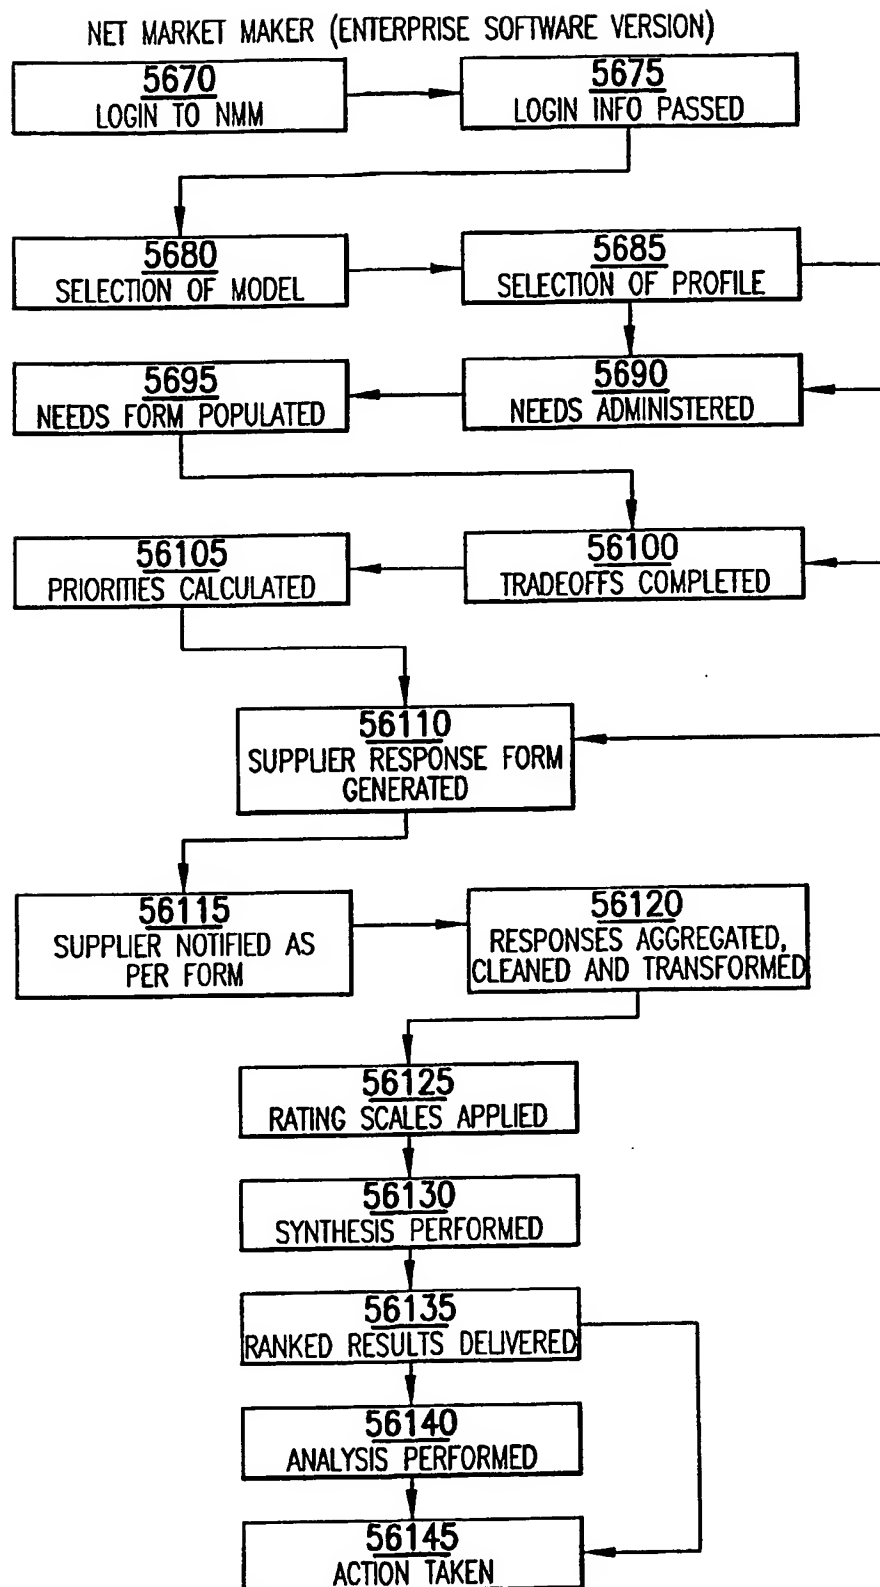 NET MARKET MAKER (ENTERPRISE SOFTWARE VERSION)
5670
LOGIN TO NMM
5675
LOGIN INFO PASSED
5680
SELECTION OF MODEL
5685
SELECTION OF PROFILE
5695
NEEDS FORM POPULATED
5690
NEEDS ADMINISTERED
56105
PRIORITIES CALCULATED
56100
TRADEOFFS COMPLETED
56110
SUPPLIER RESPONSE FORM
GENERATED
56115
SUPPLIER NOTIFIED AS
PER FORM
56120
RESPONSES AGGREGATED,
CLEANED AND TRANSFORMED
56125
RATING SCALES APPLIED
56130
SYNTHESIS PERFORMED
56135
RANKED RESULTS DELIVERED
56140
ANALYSIS PERFORMED
56145
ACTION TAKEN